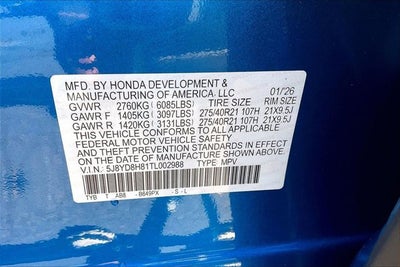 MFD. BY HONDA DEVELOPMENT &
MANUFACTURING OF AMERICA, LLC 01/26
GVWR 2760KG (6085LBS) TIRE SIZE RIM SIZE
GAWR F 1405KG (3097LBS) 275/40R21 107H 21X9.5J
GAWR R 1420KG (3131LBS) 275/40R21 107H 21X9.5J
THIS VEHICLE CONFORMS TO ALL APPLICABLE
FEDERAL MOTOR VEHICLE SAFETY
AND THEFT PREVENTION STANDARDS IN EFFECT
ON THE DATE OF MANUFACTURE SHOWN ABOVE.
V.I.N. 5J8YD8H81TL002988 TYPE MPV
TYB T -B649PX -S -L